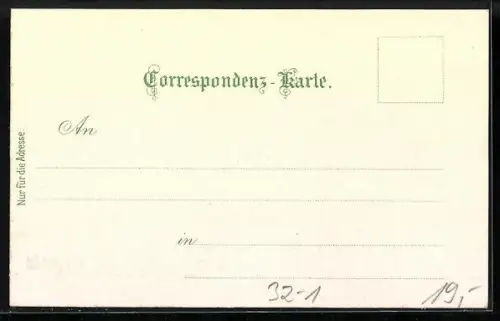 Correspondenz-Karte.
An
Nur für die Adresse
in
32-1
19,-